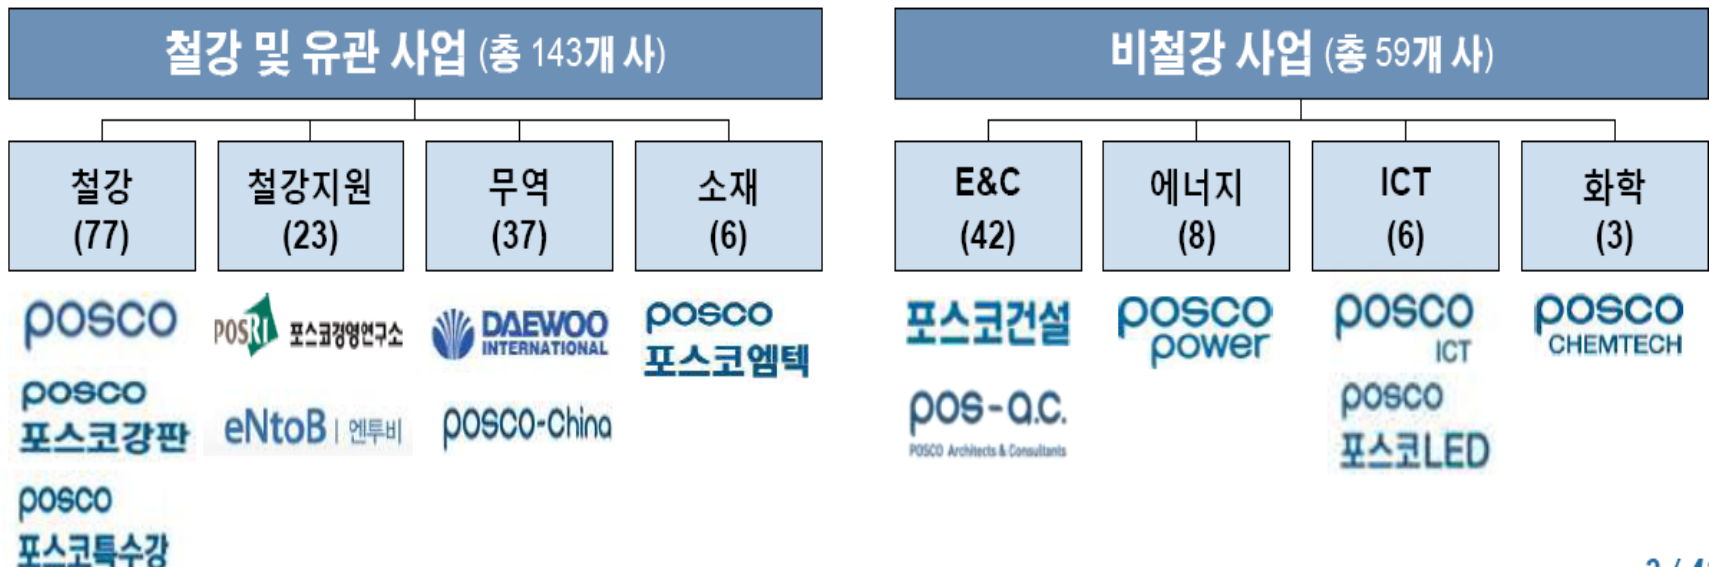 철강 및 유관 사업 (총 143개 사)
철강
(77)
철강지원
(23)
무역
(37)
소재
(6)
posco
posco
포스코강판
posco
포스코특수강
POSRI 포스코경영연구소
eNtoB | 엔투비
DAEWOO
INTERNATIONAL
posco-China
posco
포스코엠텍
비철강 사업 (총 59개 사)
E&C
(42)
에너지
(8)
ICT
(6)
화학
(3)
포스코건설
pos-a.c.
POSCO Architects & Consultants
posco
power
posco
ICT
posco
포스코LED
posco
CHEMTECH